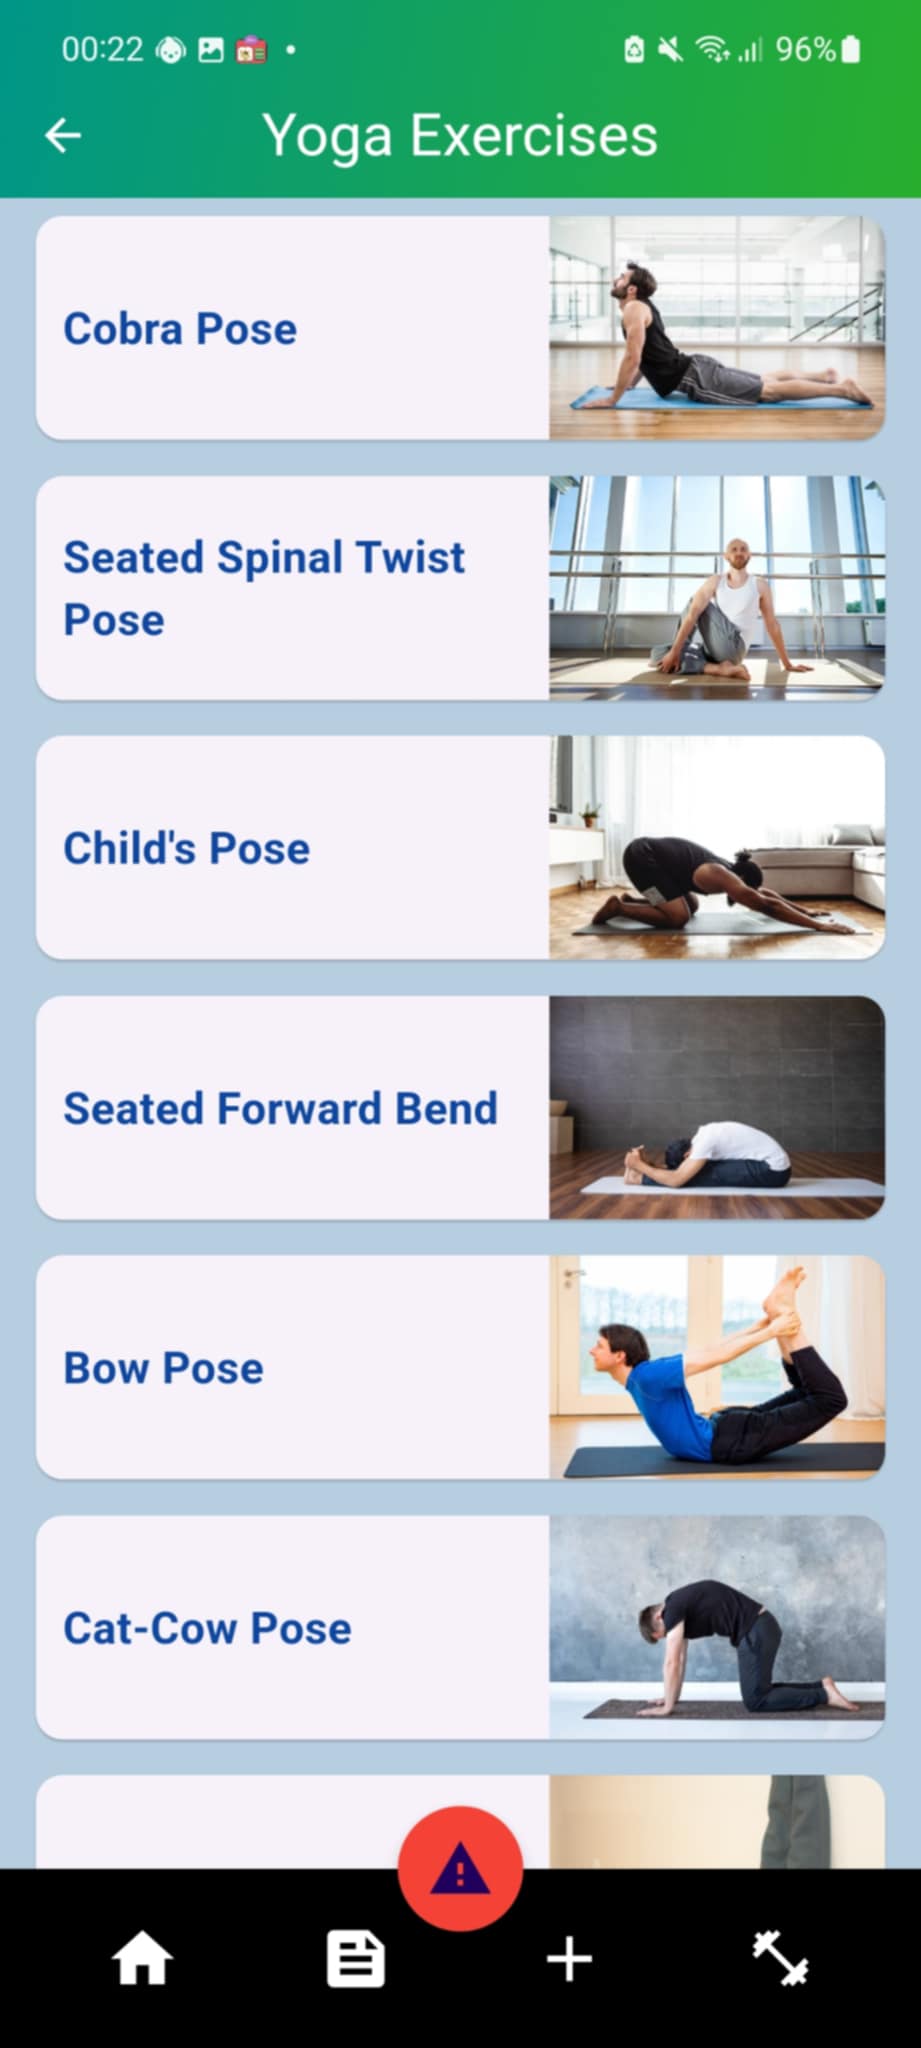 00:22
96%
Yoga Exercises
Cobra Pose
Seated Spinal Twist
Pose
Child's Pose
Seated Forward Bend
Bow Pose
Cat-Cow Pose